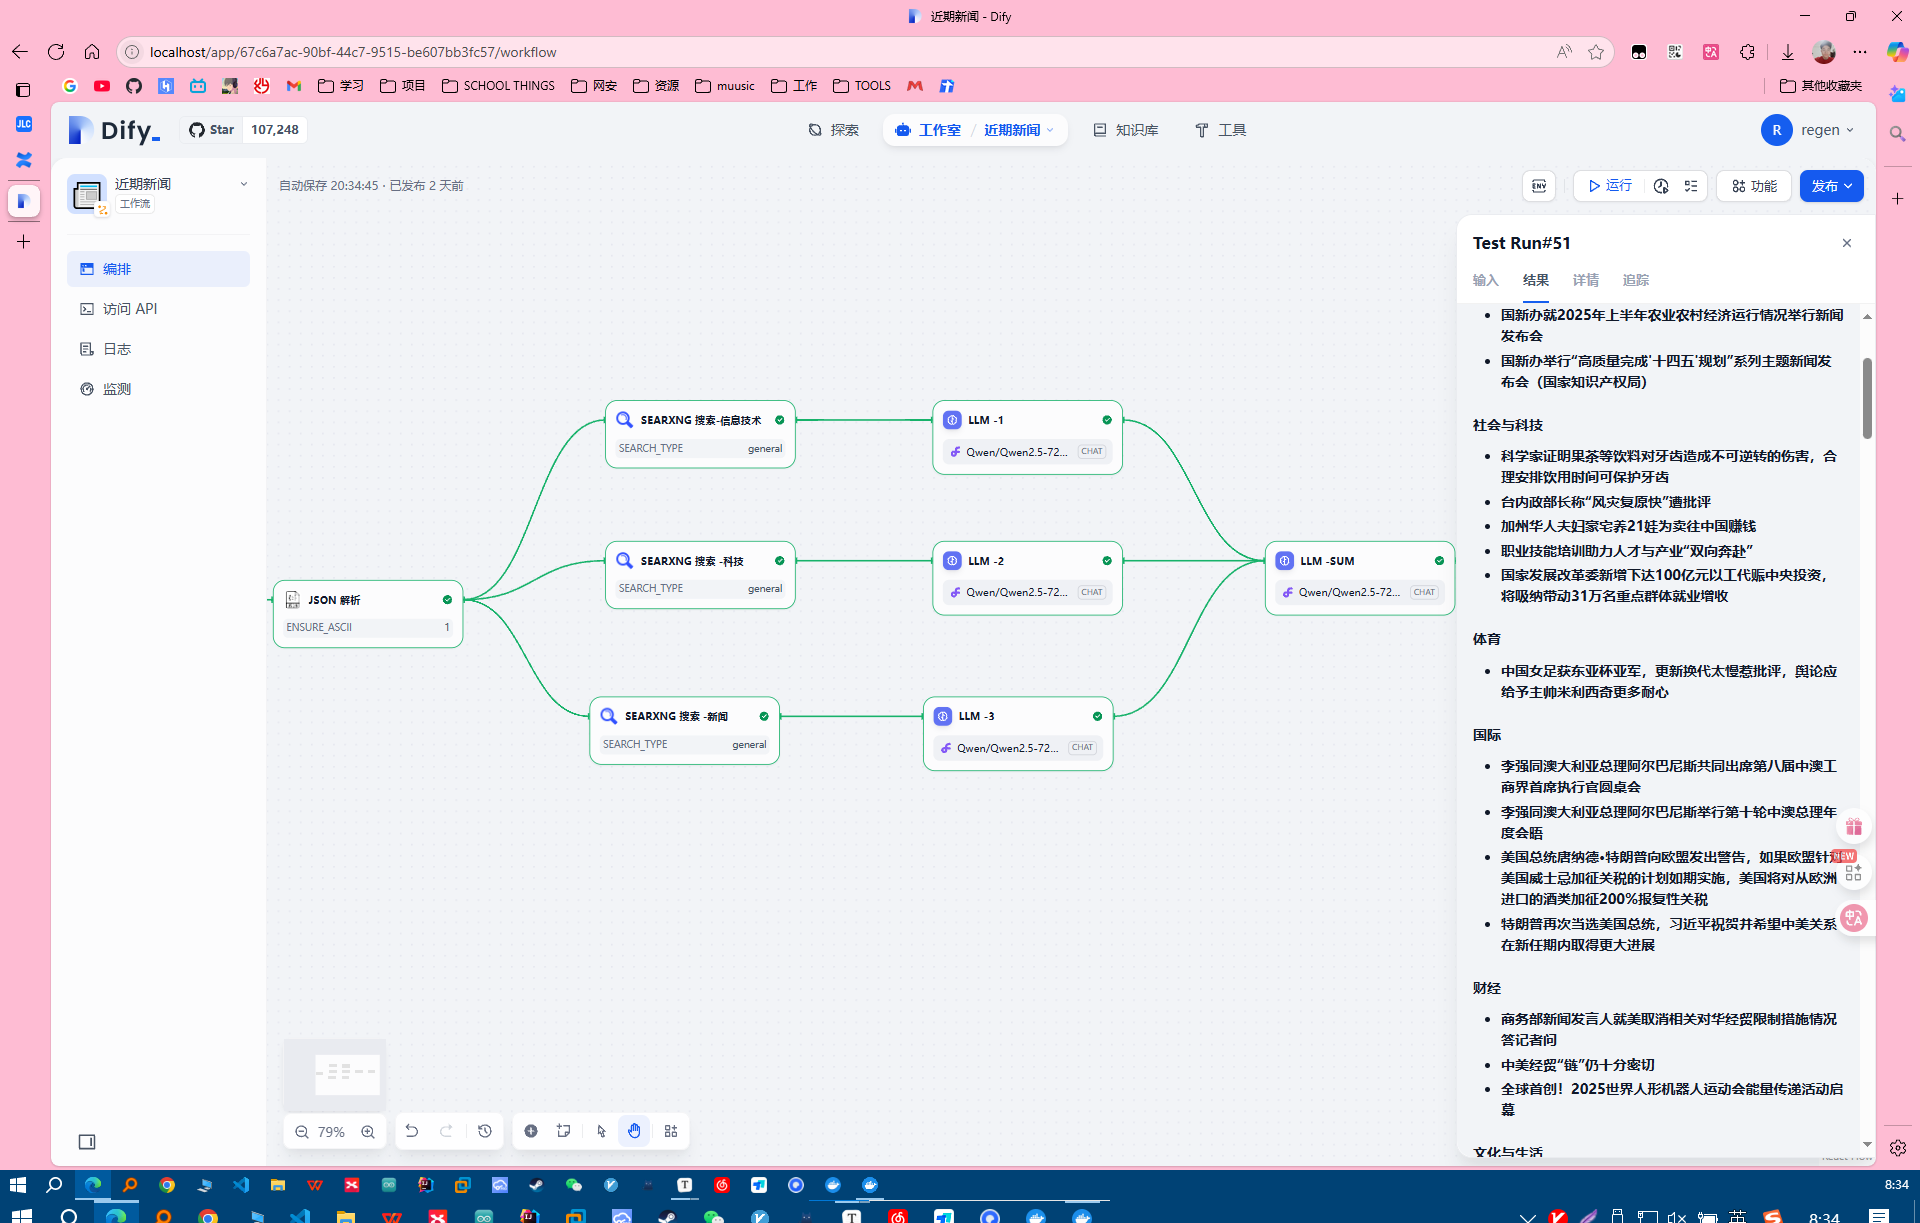 近期新闻 - Dify
localhost/app/67c6a7ac-90bf-44c7-9515-be607bb3fc57/workflow
学习
项目
SCHOOL THINGS
网安
资源
muusic
工作
TOOLS
其他收藏夹
JLC
Dify_
Star 107,248
探索
工作室 / 近期新闻
知识库
工具
R regen
近期新闻
工作流
自动保存 20:34:45 · 已发布 2 天前
ENV
运行
功能
发布
编排
访问 API
日志
监测
JSON 解析
ENSURE_ASCII 1
SEARXNG 搜索-信息技术
SEARCH_TYPE general
SEARXNG 搜索 -科技
SEARCH_TYPE general
SEARXNG 搜索 -新闻
SEARCH_TYPE general
LLM -1
Qwen/Qwen2.5-72... CHAT
LLM -2
Qwen/Qwen2.5-72... CHAT
LLM -3
Qwen/Qwen2.5-72... CHAT
LLM -SUM
Qwen/Qwen2.5-72... CHAT
Test Run#51
输入 结果 详情 追踪
国新办就2025年上半年农业农村经济运行情况举行新闻
发布会
国新办举行“高质量完成'十四五'规划”系列主题新闻发
布会（国家知识产权局）
社会与科技
科学家证明果茶等饮料对牙齿造成不可逆转的伤害，合
理安排饮用时间可保护牙齿
台内政部长称“风灾复原快”遭批评
加州华人夫妇家宅养21娃为卖往中国赚钱
职业技能培训助力人才与产业“双向奔赴”
国家发展改革委新增下达100亿元以工代赈中央投资，
将吸纳带动31万名重点群体就业增收
体育
中国女足获东亚杯亚军，更新换代太慢惹批评，舆论应
给予主帅米利西奇更多耐心
国际
李强同澳大利亚总理阿尔巴尼斯共同出席第八届中澳工
商界首席执行官圆桌会
李强同澳大利亚总理阿尔巴尼斯举行第十轮中澳总理年
度会晤
美国总统唐纳德•特朗普向欧盟发出警告，如果欧盟针
美国威士忌加征关税的计划如期实施，美国将对从欧洲
进口的酒类加征200%报复性关税
特朗普再次当选美国总统，习近平祝贺并希望中美关系
在新任期内取得更大进展
财经
商务部新闻发言人就美取消相关对华经贸限制措施情况
答记者问
中美经贸“链”仍十分密切
全球首创！2025世界人形机器人运动会能量传递活动启
幕
文化与生活
NEW
79%
8:34
英
8:34